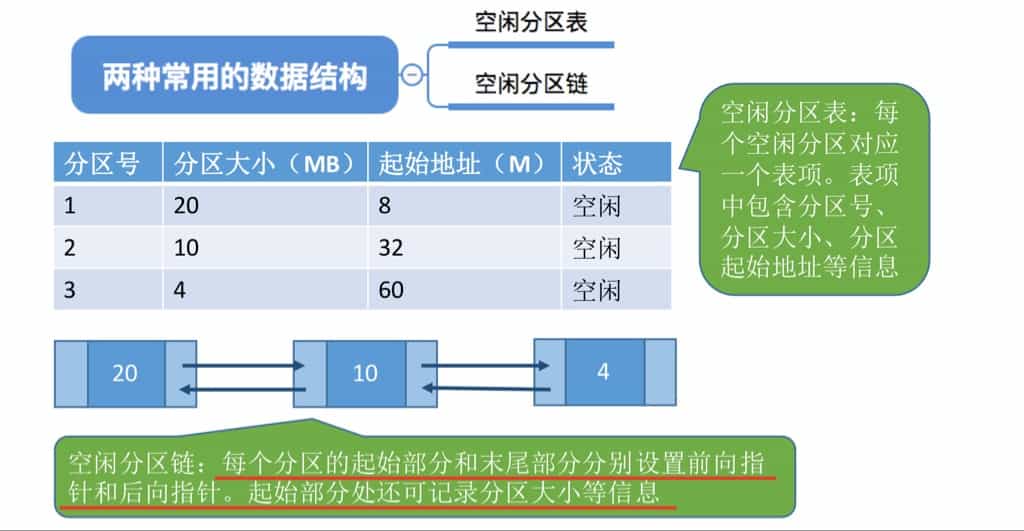 空闲分区表
两种常用的数据结构
空闲分区链
分区号 分区大小（MB） 起始地址（M） 状态
1 20 8 空闲
2 10 32 空闲
3 4 60 空闲
空闲分区表：每
个空闲分区对应
一个表项。表项
中包含分区号、
分区大小、分区
起始地址等信息
20 10 4
空闲分区链：每个分区的起始部分和末尾部分分别设置前向指
针和后向指针。起始部分处还可记录分区大小等信息